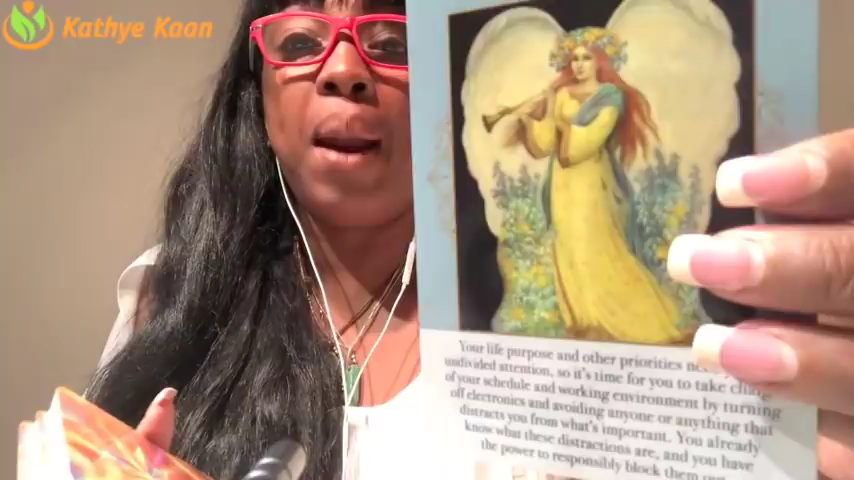 Kathye Kaan
Your life purpose and other priorities
undivided attention, so it's time for you to take charge
of your schedule and working environment by turning
off electronics and avoiding anyone or anything that
distracts you from what's important. You already
know what these distractions are, and you have
the power to responsibly block them